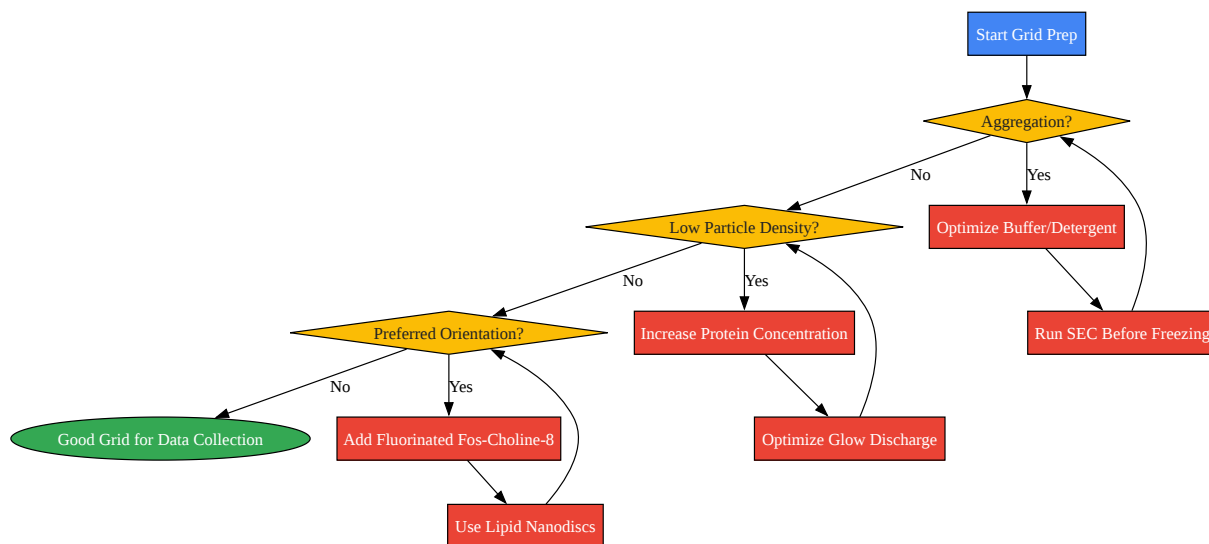 Start Grid Prep
Aggregation?
No
Yes
Low Particle Density?
Optimize Buffer/Detergent
No
Yes
Preferred Orientation?
Increase Protein Concentration
Run SEC Before Freezing
No
Yes
Good Grid for Data Collection
Add Fluorinated Fos-Choline-8
Optimize Glow Discharge
Use Lipid Nanodiscs